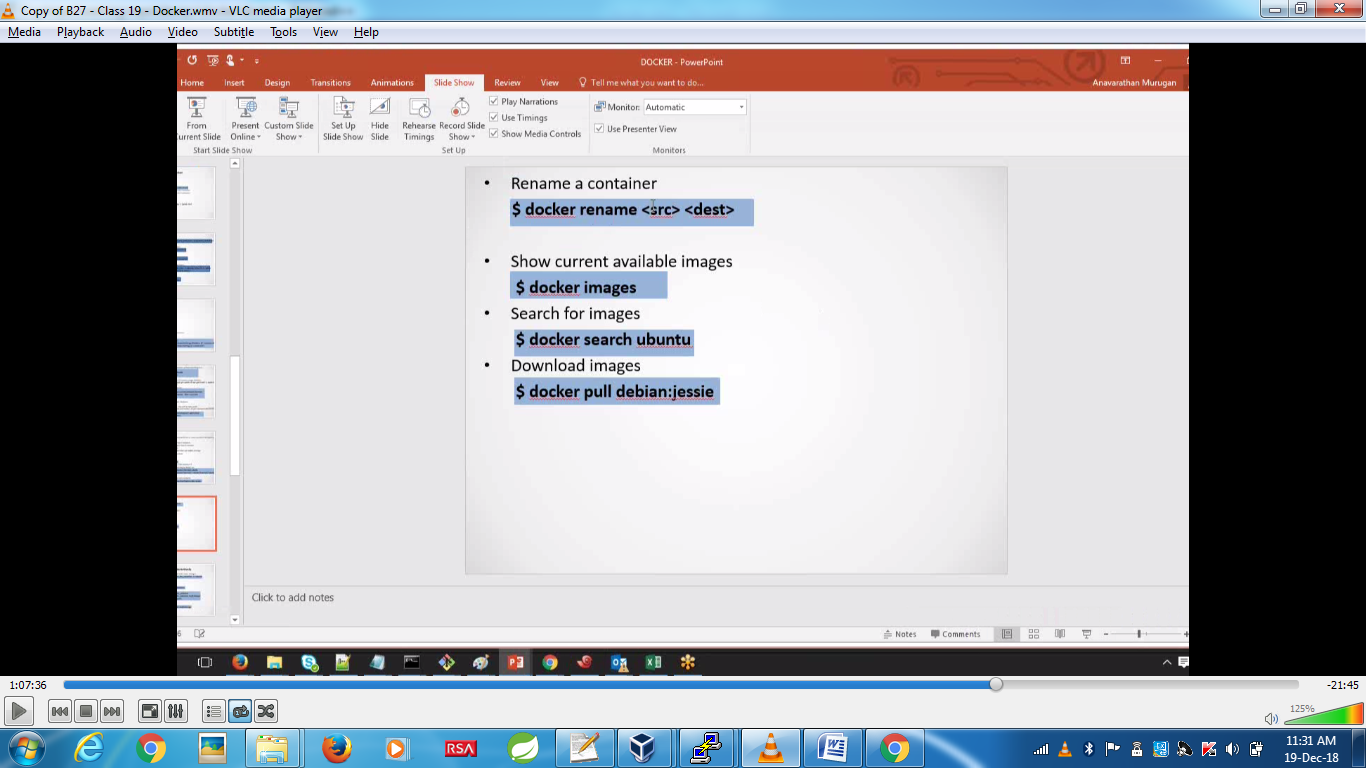 Copy of B27 - Class 19 - Docker.wmv - VLC media player
Media Playback Audio Video Subtitle Tools View Help
DOCKER - PowerPoint
Home Insert Design Transitions Animations Slide Show Review View Tell me what you want to do... Anavarathan Murugan
From
urrent Slide
Present
Online
Custom Slide
Show
Start Slide Show
Set Up
Slide Show
Hide
Slide
Rehearse
Timings
Record Slide
Show
Play Narrations
Use Timings
Show Media Controls
Set Up
Monitor: Automatic
Use Presenter View
Monitors
• Rename a container
$ docker rename <src> <dest>
• Show current available images
$ docker images
• Search for images
$ docker search ubuntu
• Download images
$ docker pull debian:jessie
Click to add notes
Notes Comments
1:07:36 -21:45
125%
RSA
11:31 AM
19-Dec-18